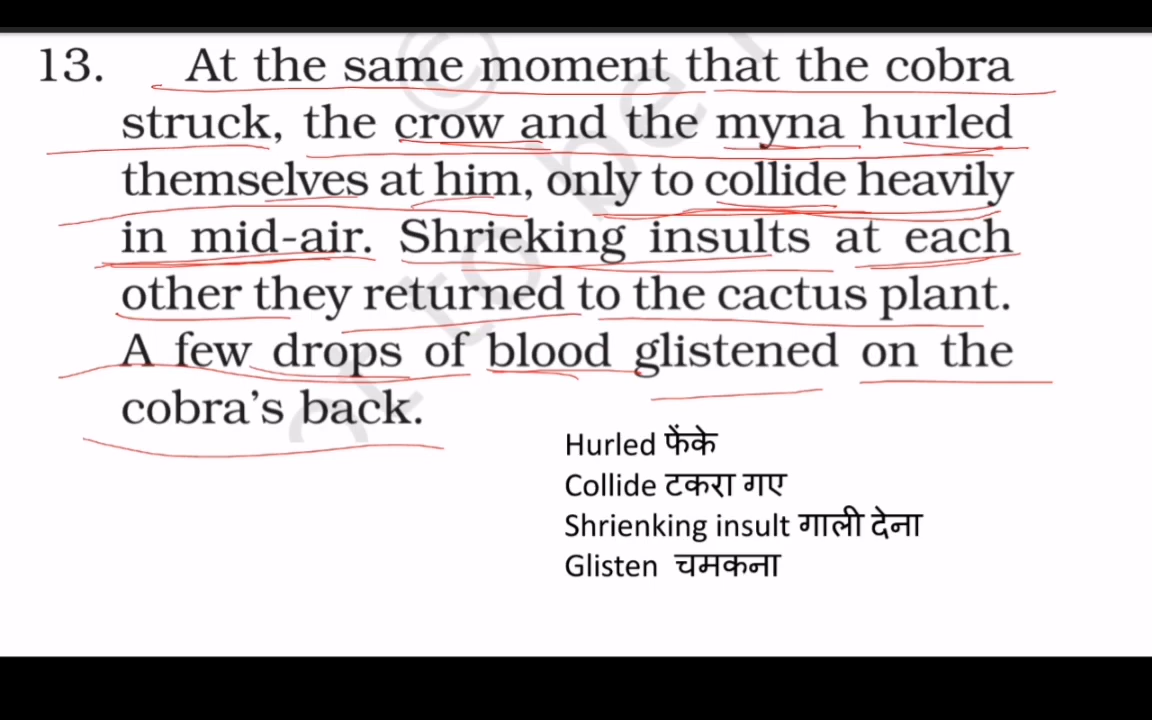 13. At the same moment that the cobra
struck, the crow and the myna hurled
themselves at him, only to collide heavily
in mid-air. Shrieking insults at each
other they returned to the cactus plant.
A few drops of blood glistened on the
cobra's back.
Hurled फेंके
Collide टकरा गए
Shrienking insult गाली देना
Glisten चमकना